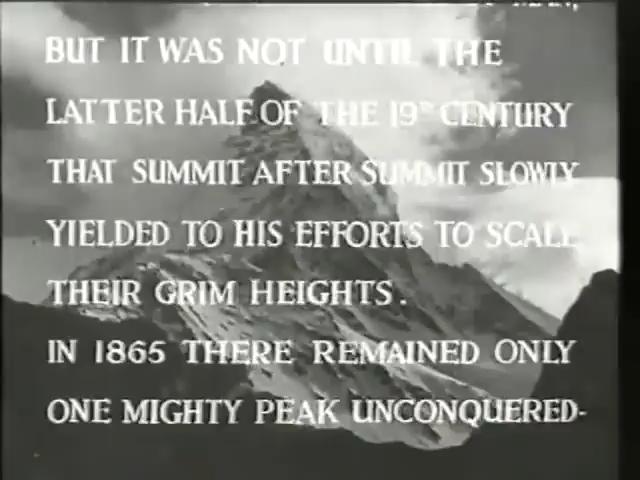 BUT IT WAS NOT UNTIL THE
LATTER HALF OF THE 19TH CENTURY
THAT SUMMIT AFTER SUMMIT SLOWLY
YIELDED TO HIS EFFORTS TO SCALE
THEIR GRIM HEIGHTS.
IN 1865 THERE REMAINED ONLY
ONE MIGHTY PEAK UNCONQUERED-